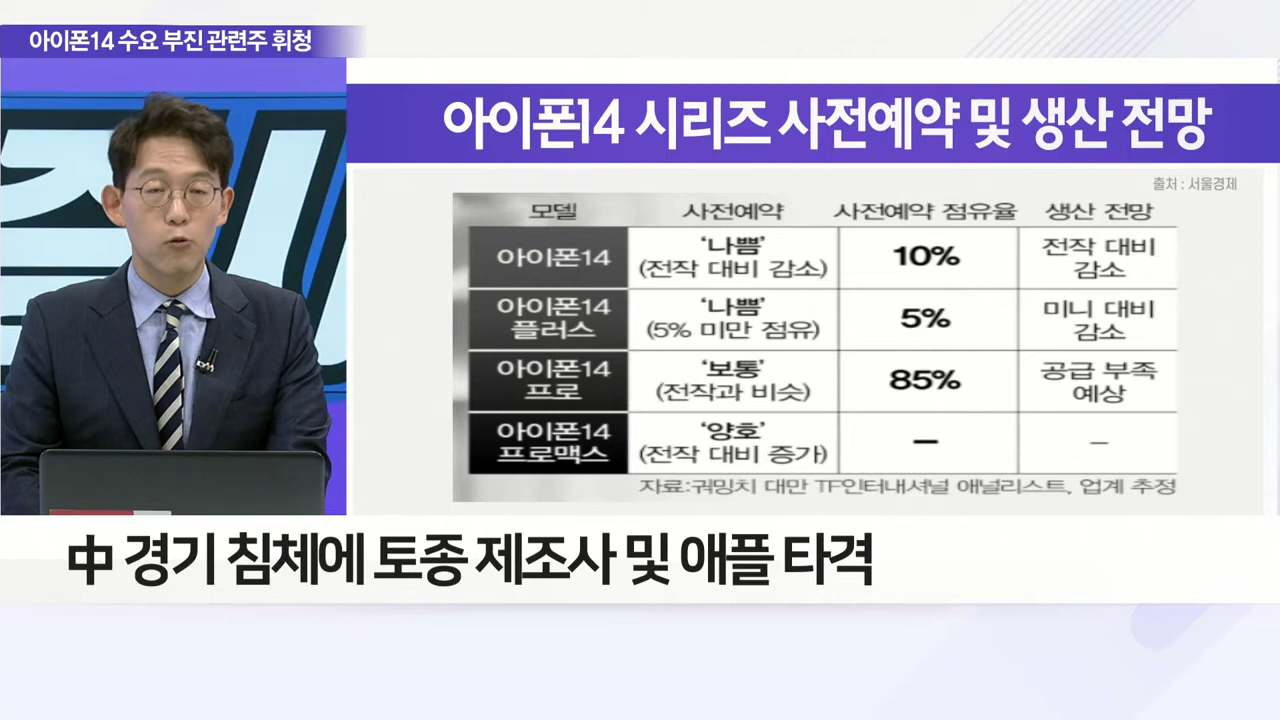 아이폰14 수요 부진 관련주 휘청
아이폰14 시리즈 사전예약 및 생산 전망
출처 : 서울경제
모델 사전예약 사전예약 점유율 생산 전망
아이폰14 '나쁨' (전작 대비 감소) 10% 전작 대비 감소
아이폰14 플러스 '나쁨' (5% 미만 점유) 5% 미니 대비 감소
아이폰14 프로 '보통' (전작과 비슷) 85% 공급 부족 예상
아이폰14 프로맥스 '양호' (전작 대비 증가) – –
자료:궈밍치 대만 TF인터내셔널 애널리스트, 업계 추정
中 경기 침체에 토종 제조사 및 애플 타격